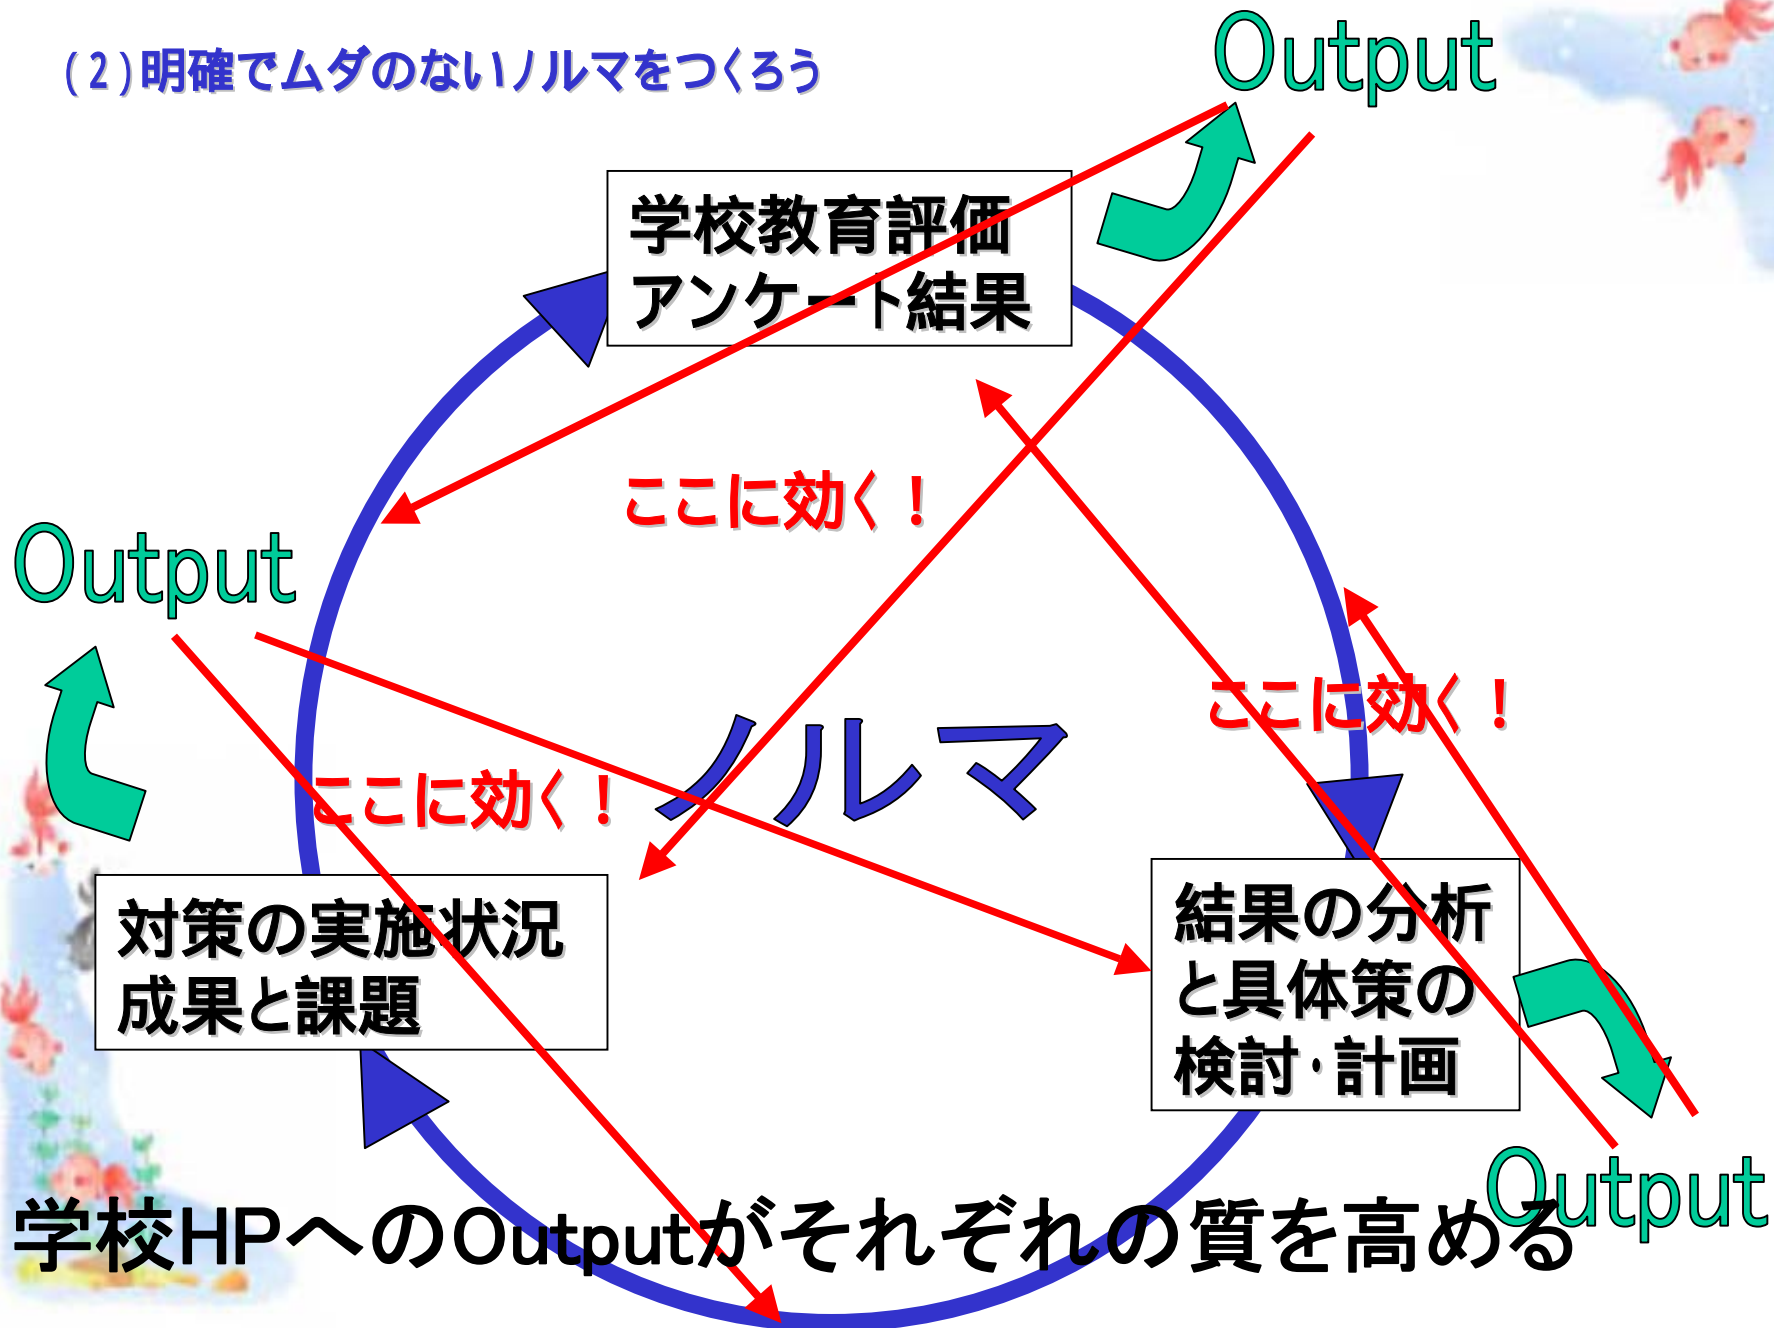 (2)明確でムダのないノルマをつくろう
Output
学校教育評価
アンケート結果
ここに効く！
Output
ここに効く！
ノルマ
ここに効く！
対策の実施状況
成果と課題
結果の分析
と具体策の
検討・計画
Output
学校HPへのOutputがそれぞれの質を高める